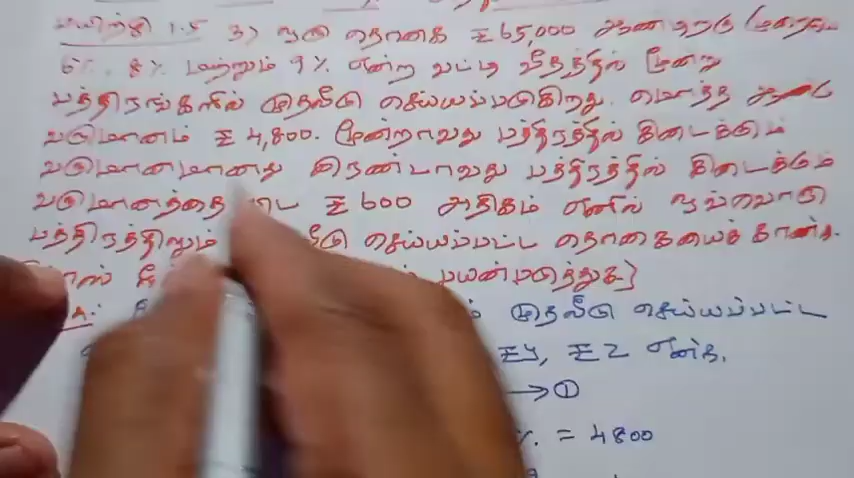 பயிற்சி 1.5 3) ஒரு தொகை ₹65,000 ஆண்டிற்கு முறையே
6%, 8% மற்றும் 9% என்ற வட்டி வீதத்தில் மூன்று
பத்திரங்களில் முதலீடு செய்யப்படுகிறது. மொத்த ஆண்டு
வருமானம் ₹ 4,800. மூன்றாவது பத்திரத்தில் கிடைக்கும்
வருமானமானது இரண்டாவது பத்திரத்தில் கிடைக்கும்
வருமானத்தை விட ₹ 600 அதிகம் எனில் ஒவ்வொரு
பத்திரத்திலும் செய்யப்பட்ட தொகையைக் காண்க.
பயன்படுத்துக)
முதலீடு செய்யப்பட்ட
₹y, ₹z என்க.
→ ①
% = 4800